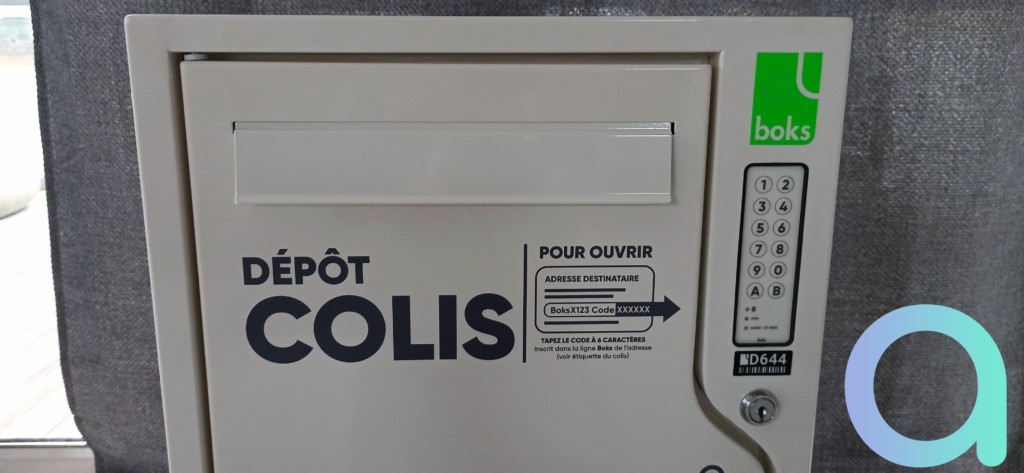 boks
1 2
3 4
5 6
7 8
9 0
A B
DÉPÔT
COLIS
POUR OUVRIR
ADRESSE DESTINATAIRE
BoksX123 Code XXXXXX
TAPEZ LE CODE À 6 CARACTÈRES
inscrit dans la ligne Boks de l'adresse
(voir étiquette du colis)
boks
D644
a